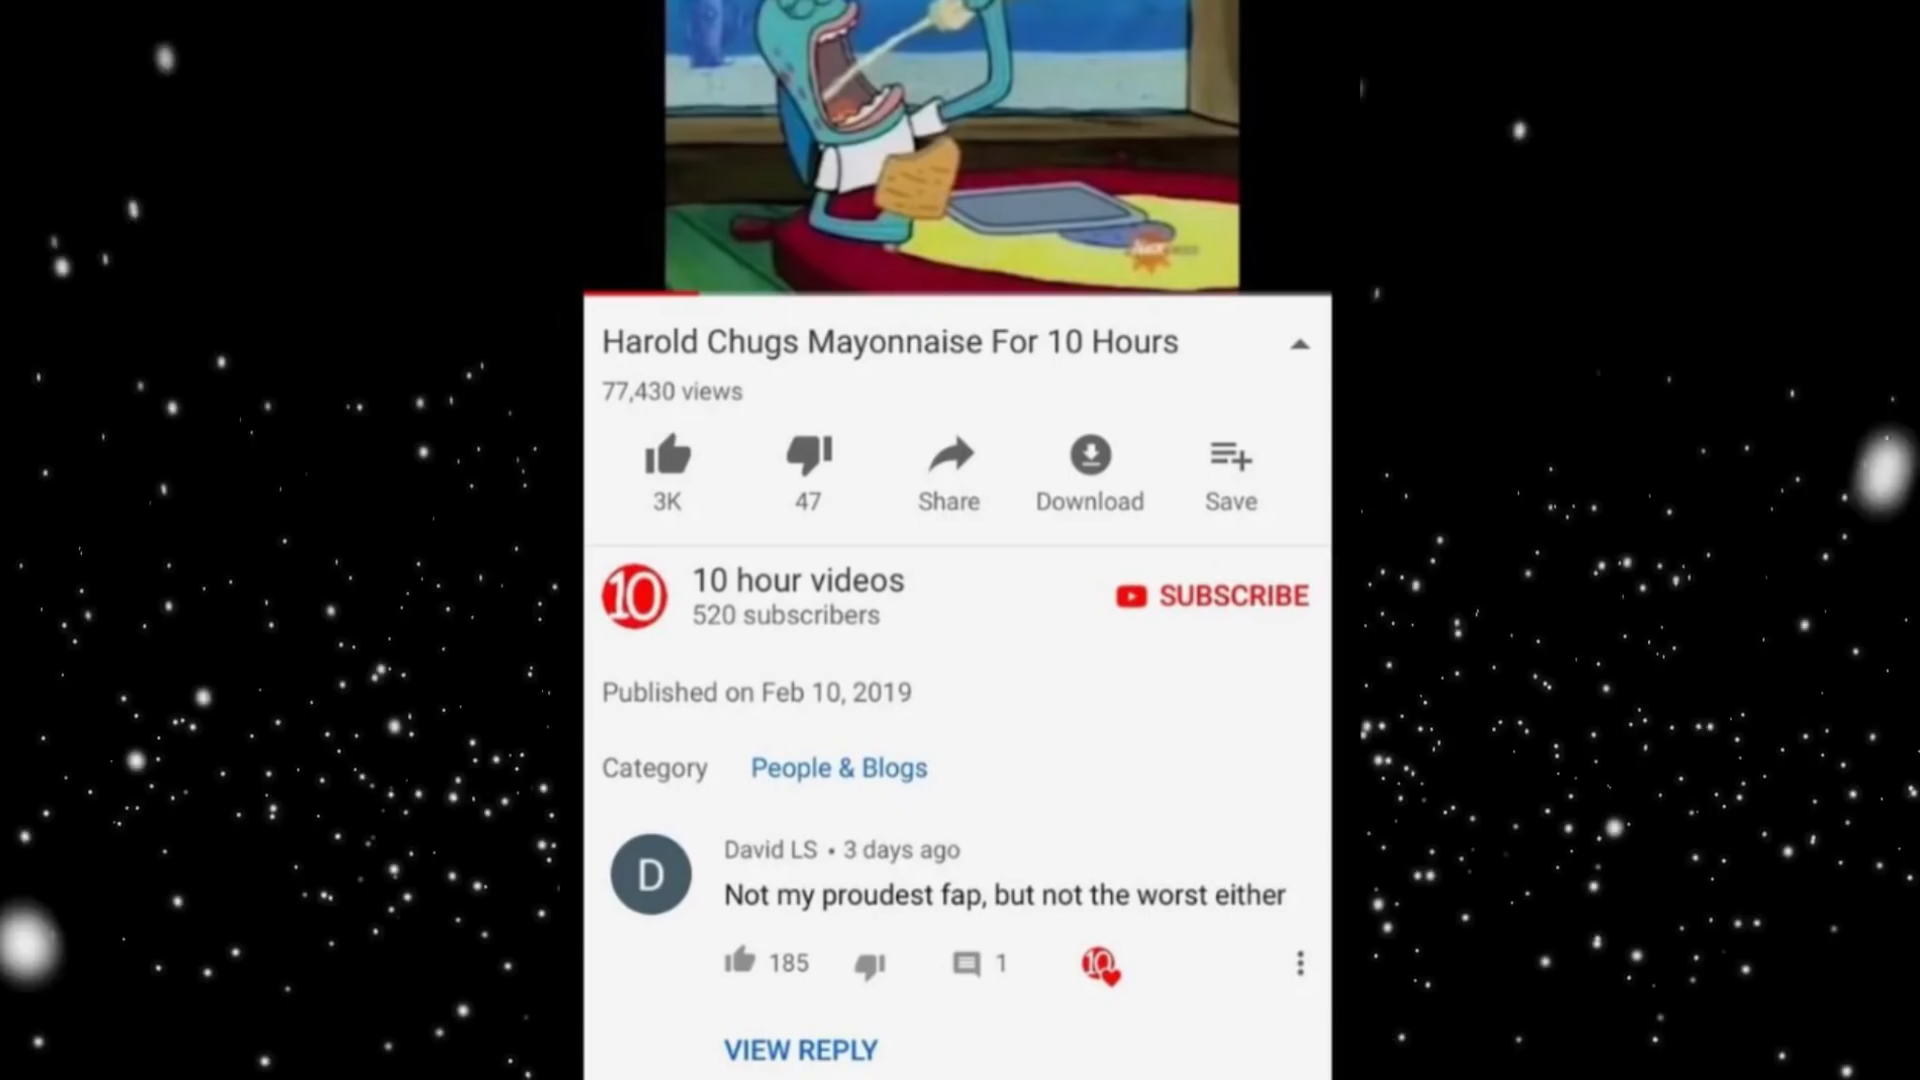 Harold Chugs Mayonnaise For 10 Hours
77,430 views
3K 47 Share Download Save
10 10 hour videos SUBSCRIBE
520 subscribers
Published on Feb 10, 2019
Category People & Blogs
David LS • 3 days ago
D Not my proudest fap, but not the worst either
185 1 10
VIEW REPLY